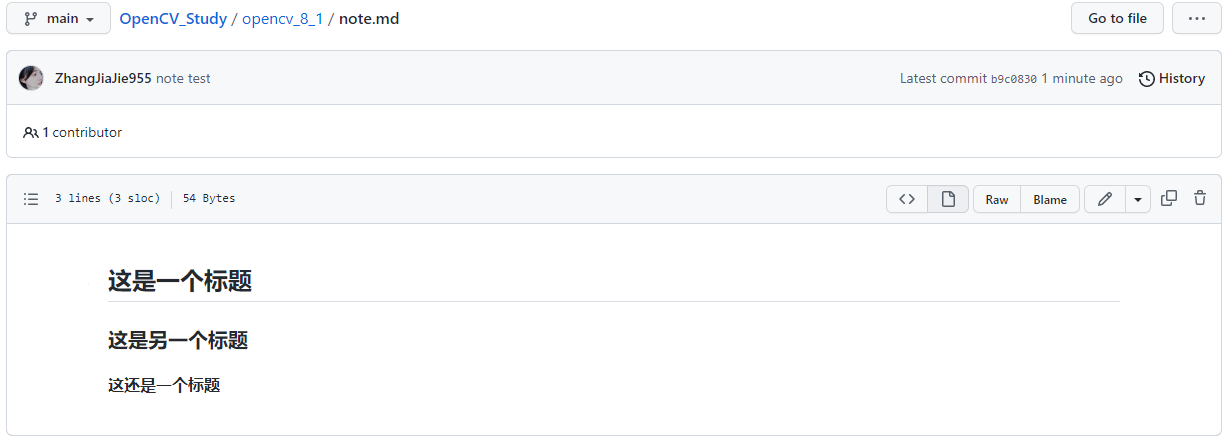 main OpenCV_Study / opencv_8_1 / note.md Go to file ...
ZhangJiaJie955 note test Latest commit b9c0830 1 minute ago History
1 contributor
3 lines (3 sloc) 54 Bytes <> Raw Blame
这是一个标题
这是另一个标题
这还是一个标题